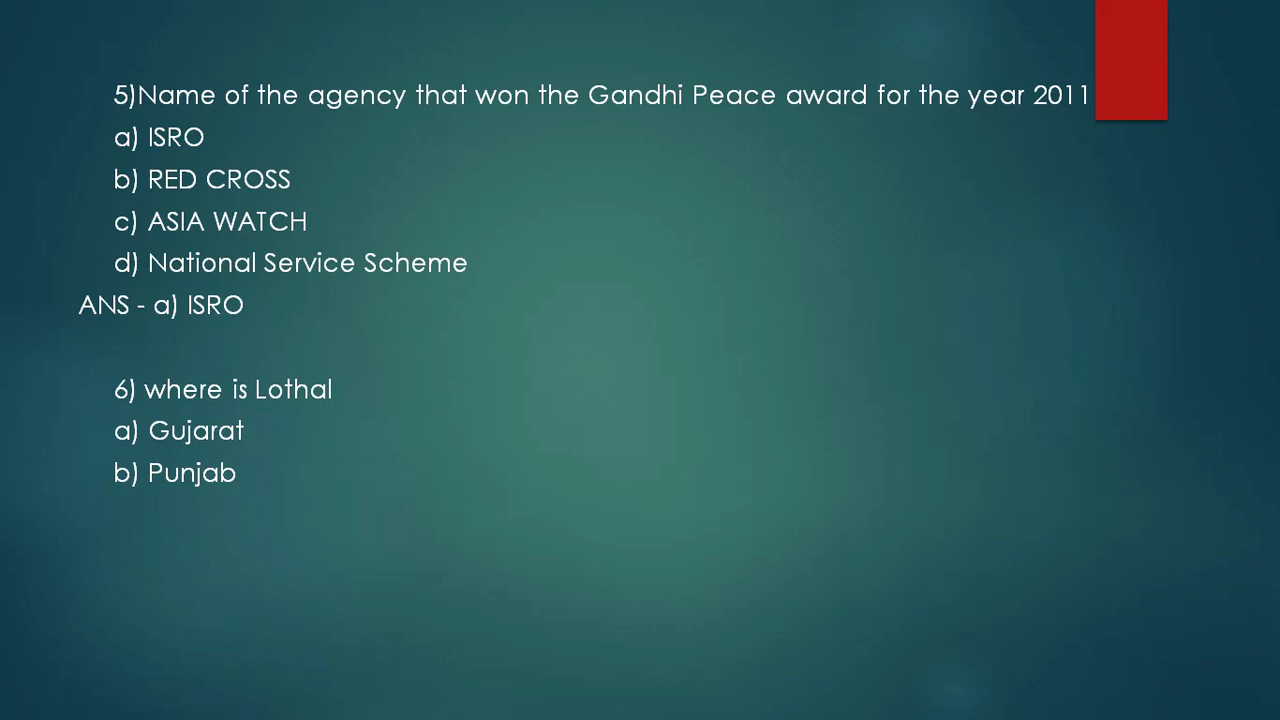 5)Name of the agency that won the Gandhi Peace award for the year 2011
a) ISRO
b) RED CROSS
c) ASIA WATCH
d) National Service Scheme
ANS - a) ISRO
6) where is Lothal
a) Gujarat
b) Punjab